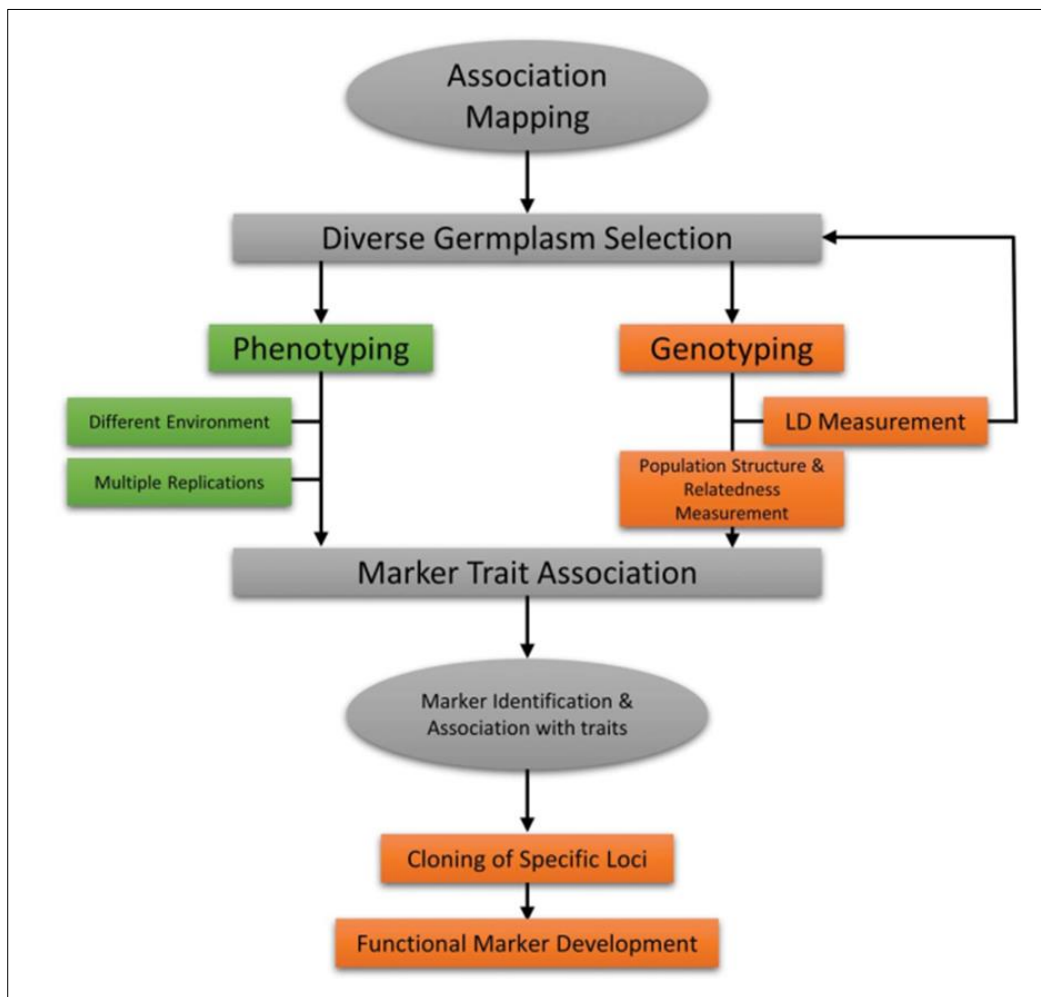 Association
Mapping
Diverse Germplasm Selection
Phenotyping
Genotyping
Different Environment
LD Measurement
Multiple Replications
Population Structure &
Relatedness
Measurement
Marker Trait Association
Marker Identification &
Association with traits
Cloning of Specific Loci
Functional Marker Development